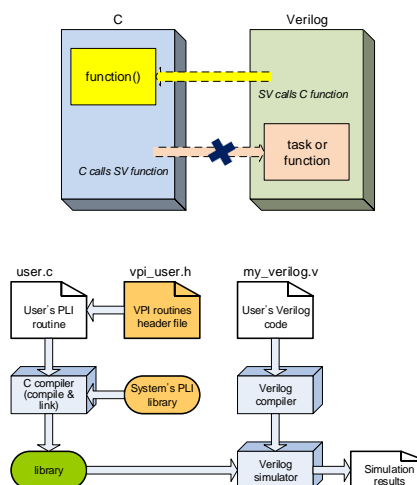 C
Verilog
function()
SV calls C function
task or
function
C calls SV function
user.c
vpi_user.h
my_verilog.v
User's PLI
routine
VPI routines
header file
User's Verilog
code
C compiler
(compile &
link)
System's PLI
library
Verilog
compiler
library
Verilog
simulator
Simulation
results